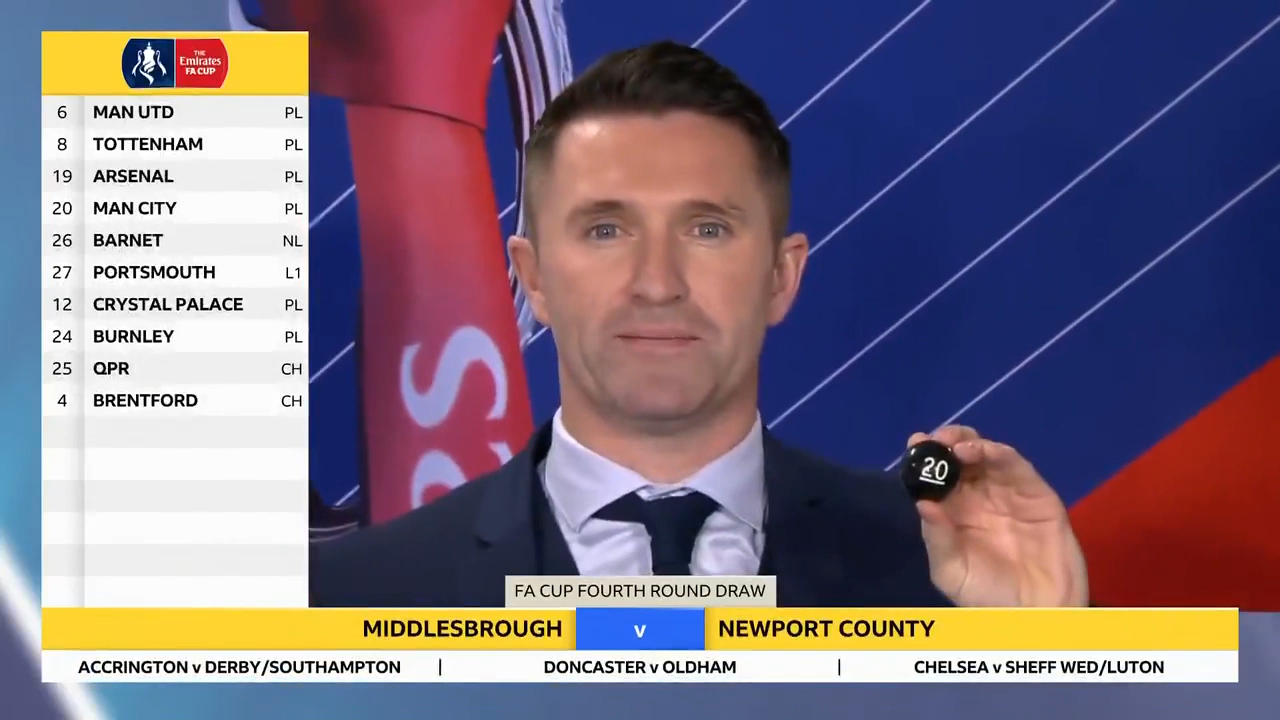 THE
Emirates
FA CUP
6 MAN UTD PL
8 TOTTENHAM PL
19 ARSENAL PL
20 MAN CITY PL
26 BARNET NL
27 PORTSMOUTH L1
12 CRYSTAL PALACE PL
24 BURNLEY PL
25 QPR CH
4 BRENTFORD CH
20
FA CUP FOURTH ROUND DRAW
MIDDLESBROUGH v NEWPORT COUNTY
ACCRINGTON v DERBY/SOUTHAMPTON | DONCASTER v OLDHAM | CHELSEA v SHEFF WED/LUTON